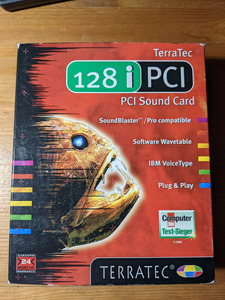 TerraTec
128 i PCI
PCI Sound Card
SoundBlaster™/Pro compatible
Software Wavetable
IBM VoiceType
Plug & Play
Computer
Test-Sieger
24
TERRATEC®